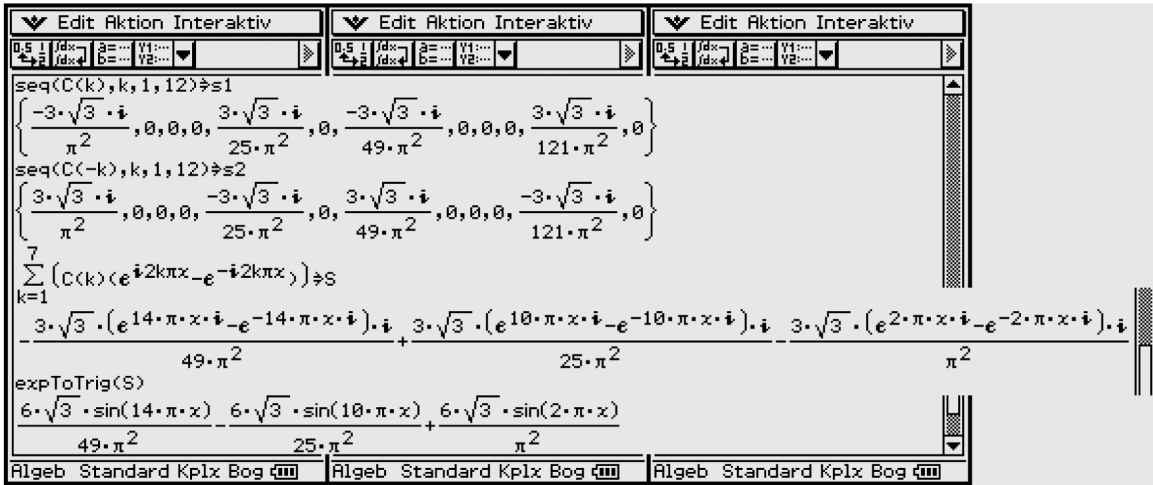 Edit Aktion Interaktiv Edit Aktion Interaktiv Edit Aktion Interaktiv
seq(C(k),k,1,12)⇒s1
{(-3·√3·i)/π²,0,0,0,(3·√3·i)/(25·π²),0,(-3·√3·i)/(49·π²),0,0,0,(3·√3·i)/(121·π²),0}
seq(C(-k),k,1,12)⇒s2
{(3·√3·i)/π²,0,0,0,(-3·√3·i)/(25·π²),0,(3·√3·i)/(49·π²),0,0,0,(-3·√3·i)/(121·π²),0}
∑_{k=1}^{7}(C(k)(e^{i2kπx}-e^{-i2kπx}))⇒S
-(3·√3·(e^{14·π·x·i}-e^{-14·π·x·i})·i)/(49·π²)+(3·√3·(e^{10·π·x·i}-e^{-10·π·x·i})·i)/(25·π²)-(3·√3·(e^{2·π·x·i}-e^{-2·π·x·i})·i)/π²
expToTrig(S)
(6·√3·sin(14·π·x))/(49·π²)-(6·√3·sin(10·π·x))/(25·π²)+(6·√3·sin(2·π·x))/π²
Algeb Standard Kplx Bog Algeb Standard Kplx Bog Algeb Standard Kplx Bog